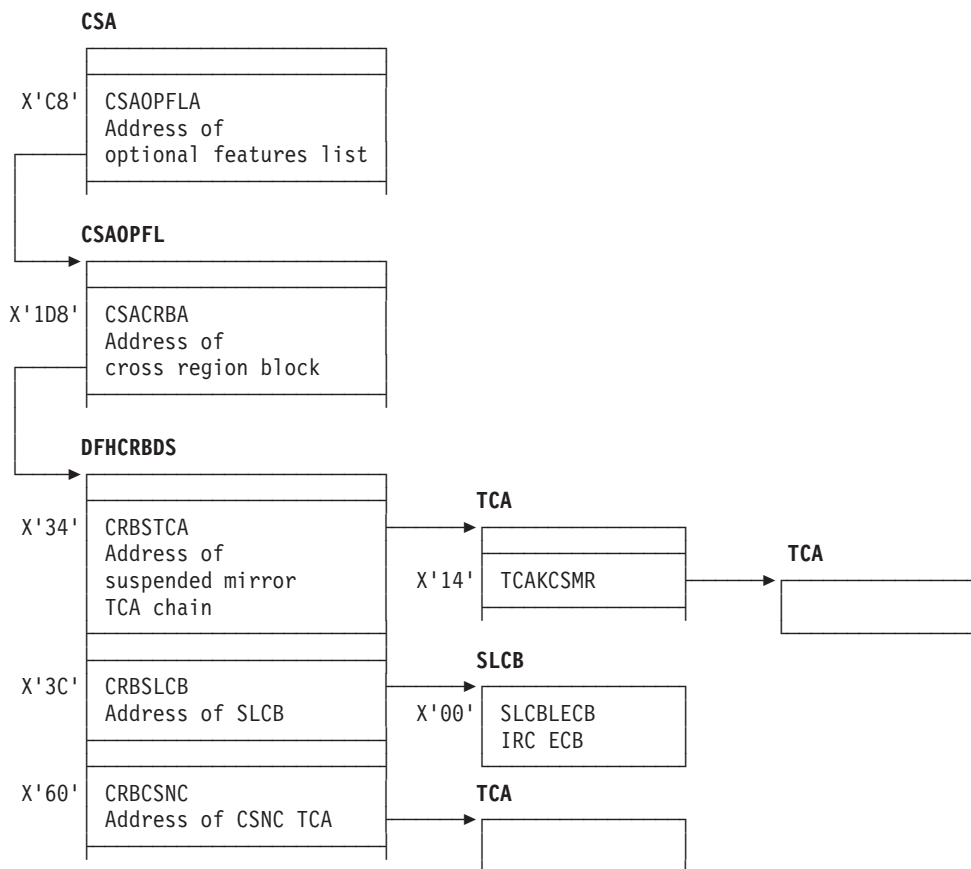 CSA
X'C8' CSAOPFLA
Address of
optional features list
CSAOPFL
X'1D8' CSACRBA
Address of
cross region block
DFHCRBDS
TCA
X'34' CRBSTCA
Address of
suspended mirror
TCA chain
X'14' TCAKCSMR
TCA
SLCB
X'3C' CRBSLCB
Address of SLCB
X'00' SLCBLECB
IRC ECB
X'60' CRBCSNC
Address of CSNC TCA
TCA